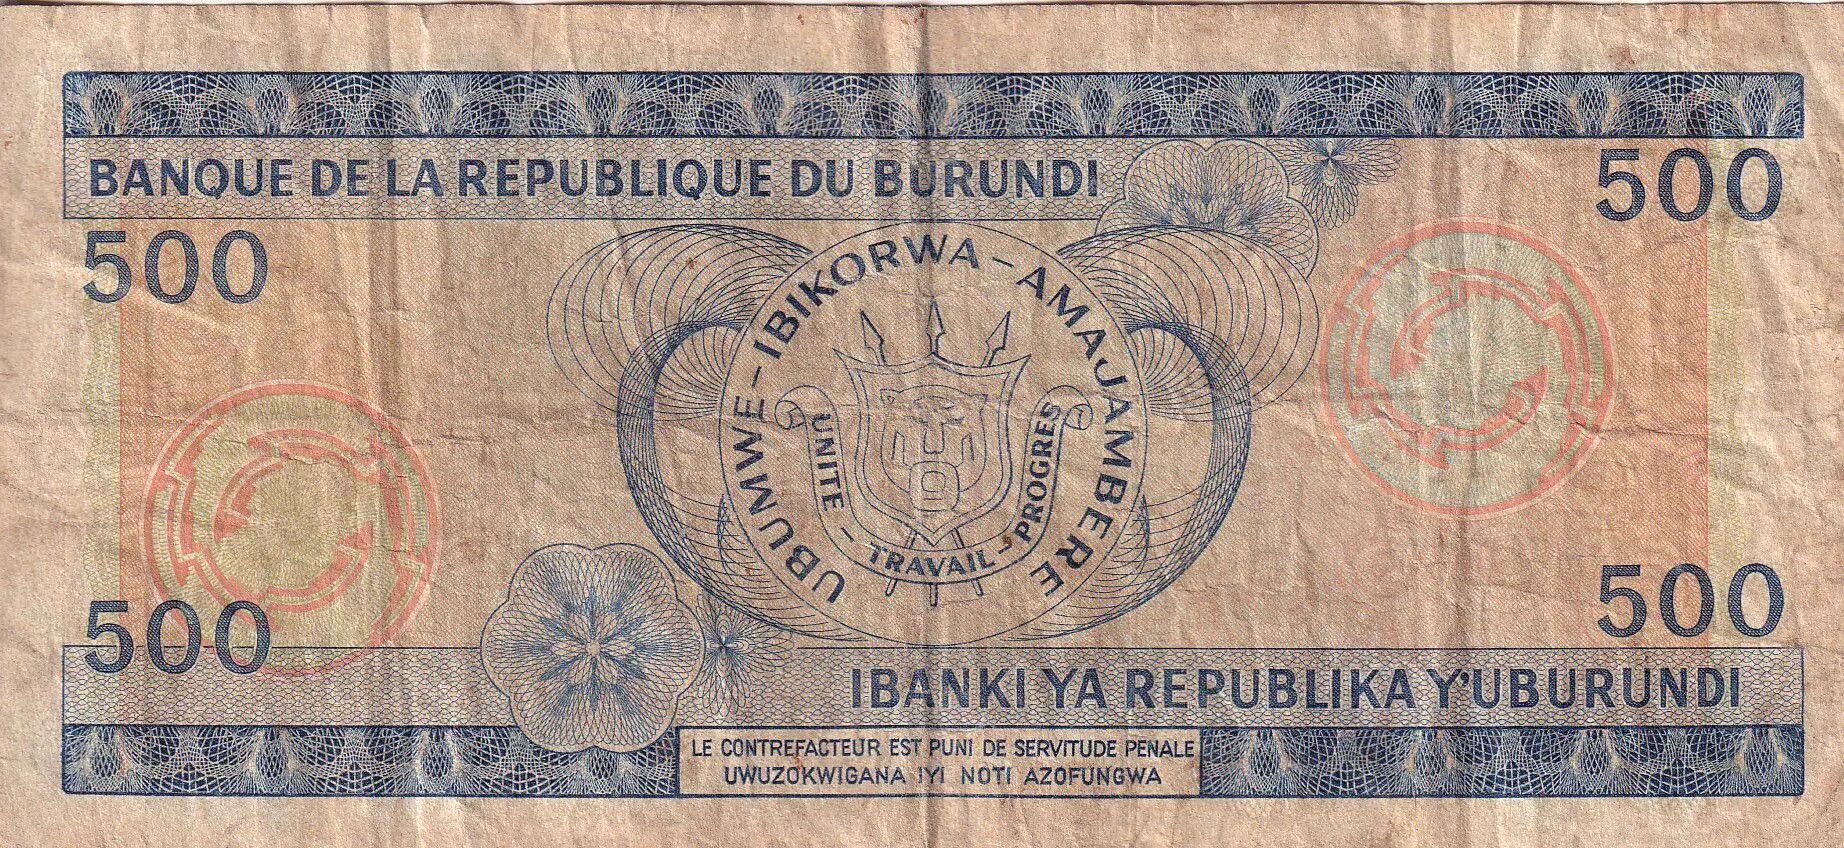 BANQUE DE LA REPUBLIQUE DU BURUNDI
500
500
UBUMWE – IBIKORWA – AMAJAMBERE
UNITE – TRAVAIL – PROGRES
500
500
IBANKI YA REPUBLIKA Y'UBURUNDI
LE CONTREFACTEUR EST PUNI DE SERVITUDE PENALE
UWUZOKWIGANA IYI NOTI AZOFUNGWA